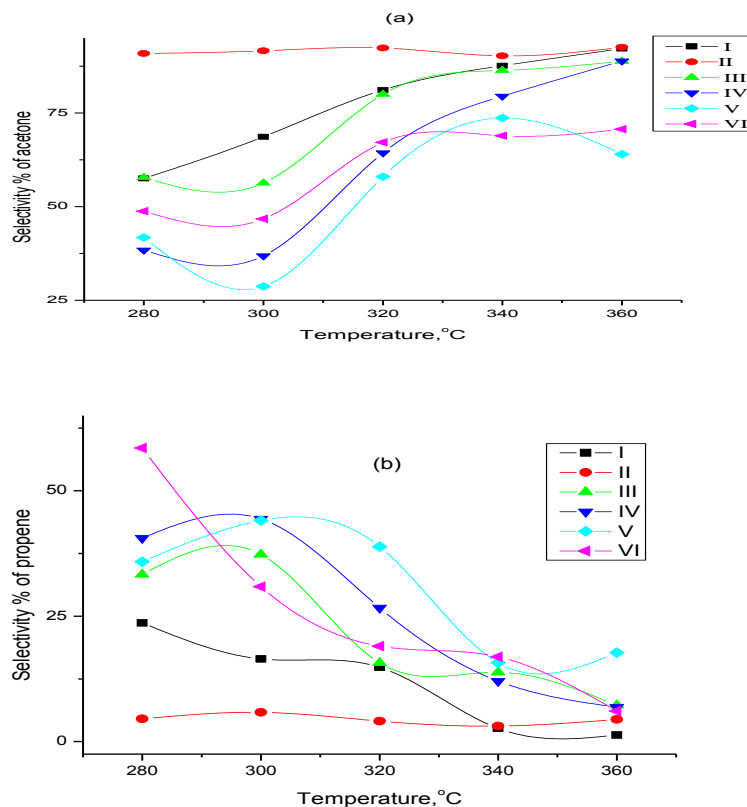 (a)
Selectivity % of acetone
75
50
25
280 300 320 340 360
Temperature,°C
I
II
III
IV
V
VI
(b)
Selectivity % of propene
50
25
0
280 300 320 340 360
Temperature,°C
I
II
III
IV
V
VI